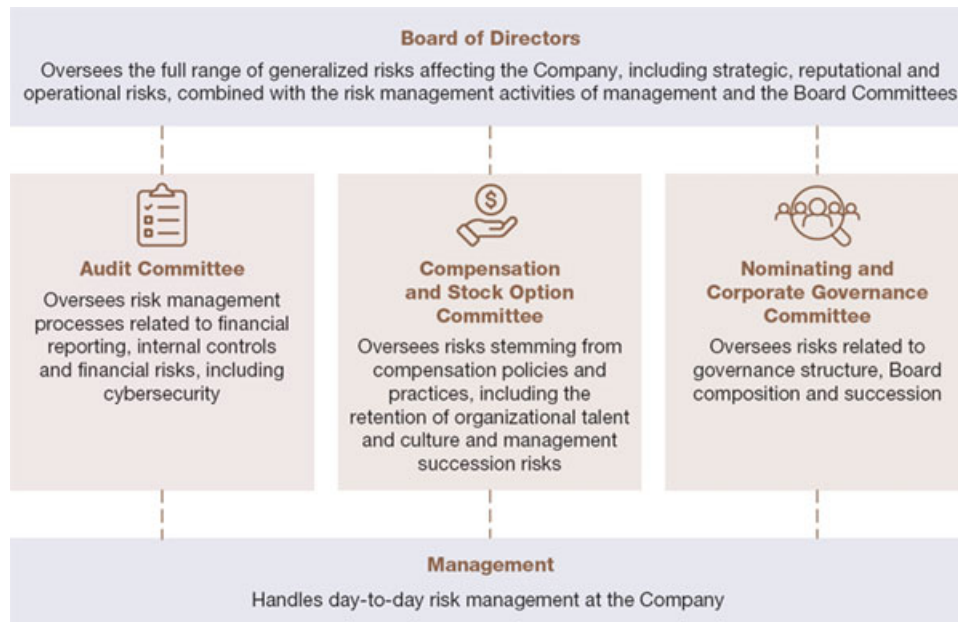 Board of Directors
Oversees the full range of generalized risks affecting the Company, including strategic, reputational and
operational risks, combined with the risk management activities of management and the Board Committees
Audit Committee
Oversees risk management
processes related to financial
reporting, internal controls
and financial risks, including
cybersecurity
$
Compensation
and Stock Option
Committee
Oversees risks stemming from
compensation policies and
practices, including the
retention of organizational talent
and culture and management
succession risks
Nominating and
Corporate Governance
Committee
Oversees risks related to
governance structure, Board
composition and succession
Management
Handles day-to-day risk management at the Company